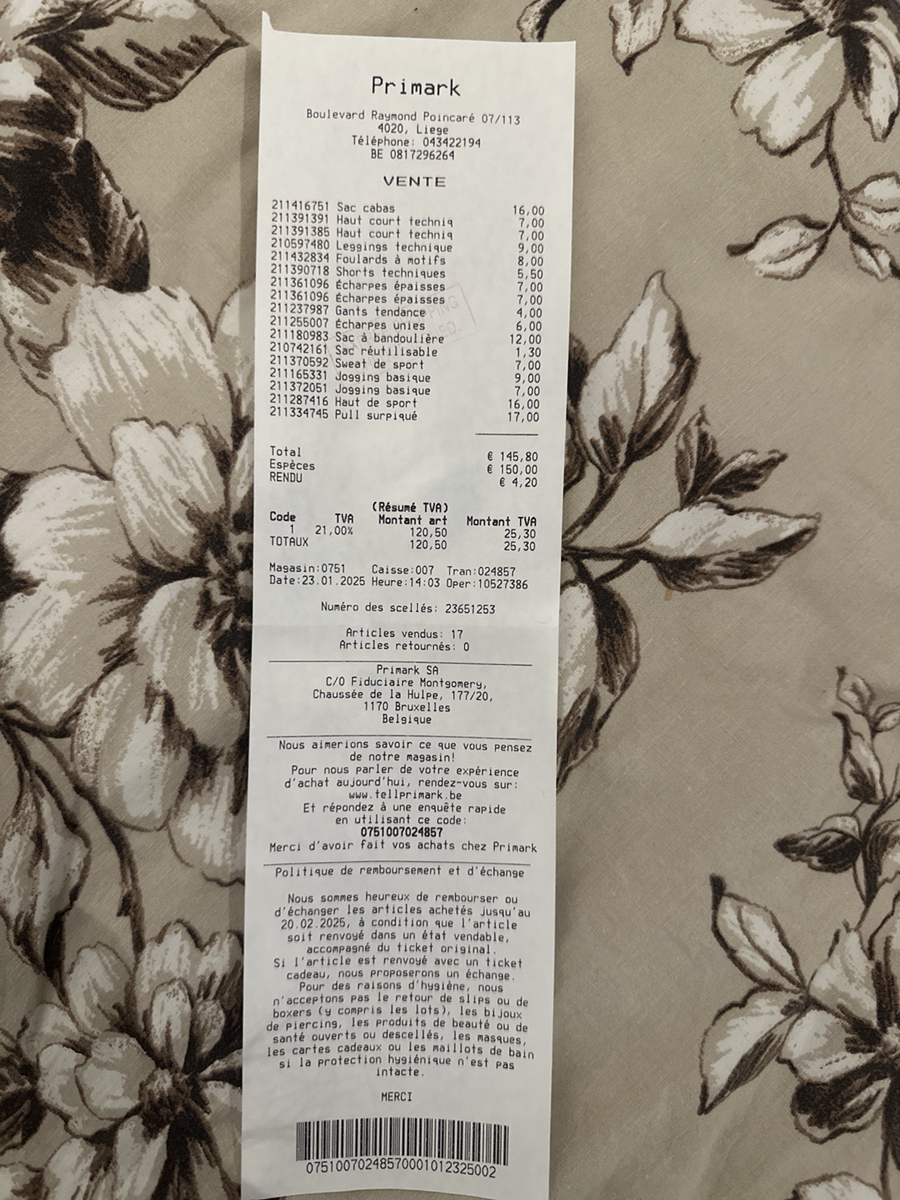 Primark
Boulevard Raymond Poincaré 07/113
4020, Liege
Téléphone: 043422194
BE 0817296264
VENTE
211416751 Sac cabas 16,00
211391391 Haut court techniq 7,00
211391385 Haut court techniq 7,00
210597480 Leggings technique 9,00
211432834 Foulards à motifs 8,00
211390718 Shorts techniques 5,50
211361096 Écharpes épaisses 7,00
211361096 Écharpes épaisses 7,00
211237987 Gants tendance 4,00
211255007 Écharpes unies 6,00
211180983 Sac à bandoulière 12,00
210742161 Sac réutilisable 1,30
211370592 Sweat de sport 7,00
211165331 Jogging basique 9,00
211372051 Jogging basique 7,00
211287416 Haut de sport 16,00
211334745 Pull surpiqué 17,00
Total € 145,80
Espèces € 150,00
RENDU € 4,20
(Résumé TVA)
Code TVA Montant art Montant TVA
1 21,00% 120,50 25,30
TOTAUX 120,50 25,30
Magasin:0751 Caisse:007 Tran:024857
Date:23.01.2025 Heure:14:03 Oper:10527386
Numéro des scellés: 23651253
Articles vendus: 17
Articles retournés: 0
Primark SA
C/O Fiduciaire Montgomery,
Chaussée de la Hulpe, 177/20,
1170 Bruxelles
Belgique
Nous aimerions savoir ce que vous pensez
de notre magasin!
Pour nous parler de votre expérience
d'achat aujourd'hui, rendez-vous sur:
www.tellprimark.be
Et répondez à une enquête rapide
en utilisant ce code:
0751007024857
Merci d'avoir fait vos achats chez Primark
Politique de remboursement et d'échange
Nous sommes heureux de rembourser ou
d'échanger les articles achetés jusqu'au
20.02.2025, à condition que l'article
soit renvoyé dans un état vendable,
accompagné du ticket original.
Si l'article est renvoyé avec un ticket
cadeau, nous proposerons un échange.
Pour des raisons d'hygiène, nous
n'acceptons pas le retour de slips ou de
boxers (y compris les lots), les bijoux
de piercing, les produits de beauté ou de
santé ouverts ou descellés, les masques,
les cartes cadeaux ou les maillots de bain
si la protection hygiénique n'est pas
intacte.
MERCI
07510070248570001012325002